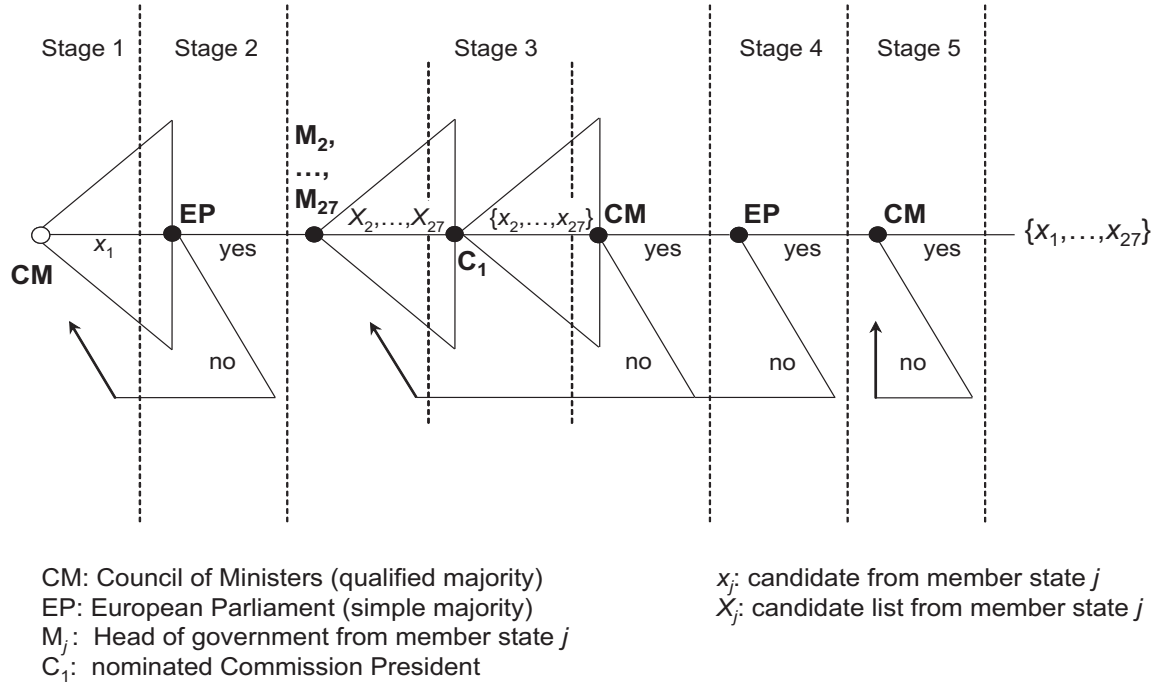 Stage 1
Stage 2
Stage 3
Stage 4
Stage 5
M₂,
…,
M₂₇
EP
X₂,…,X₂₇
{x₂,…,x₂₇}
CM
EP
CM
x₁
yes
yes
yes
yes
{x₁,…,x₂₇}
CM
C₁
no
no
no
no
CM: Council of Ministers (qualified majority)
EP: European Parliament (simple majority)
Mⱼ: Head of government from member state j
C₁: nominated Commission President
xⱼ: candidate from member state j
Xⱼ: candidate list from member state j